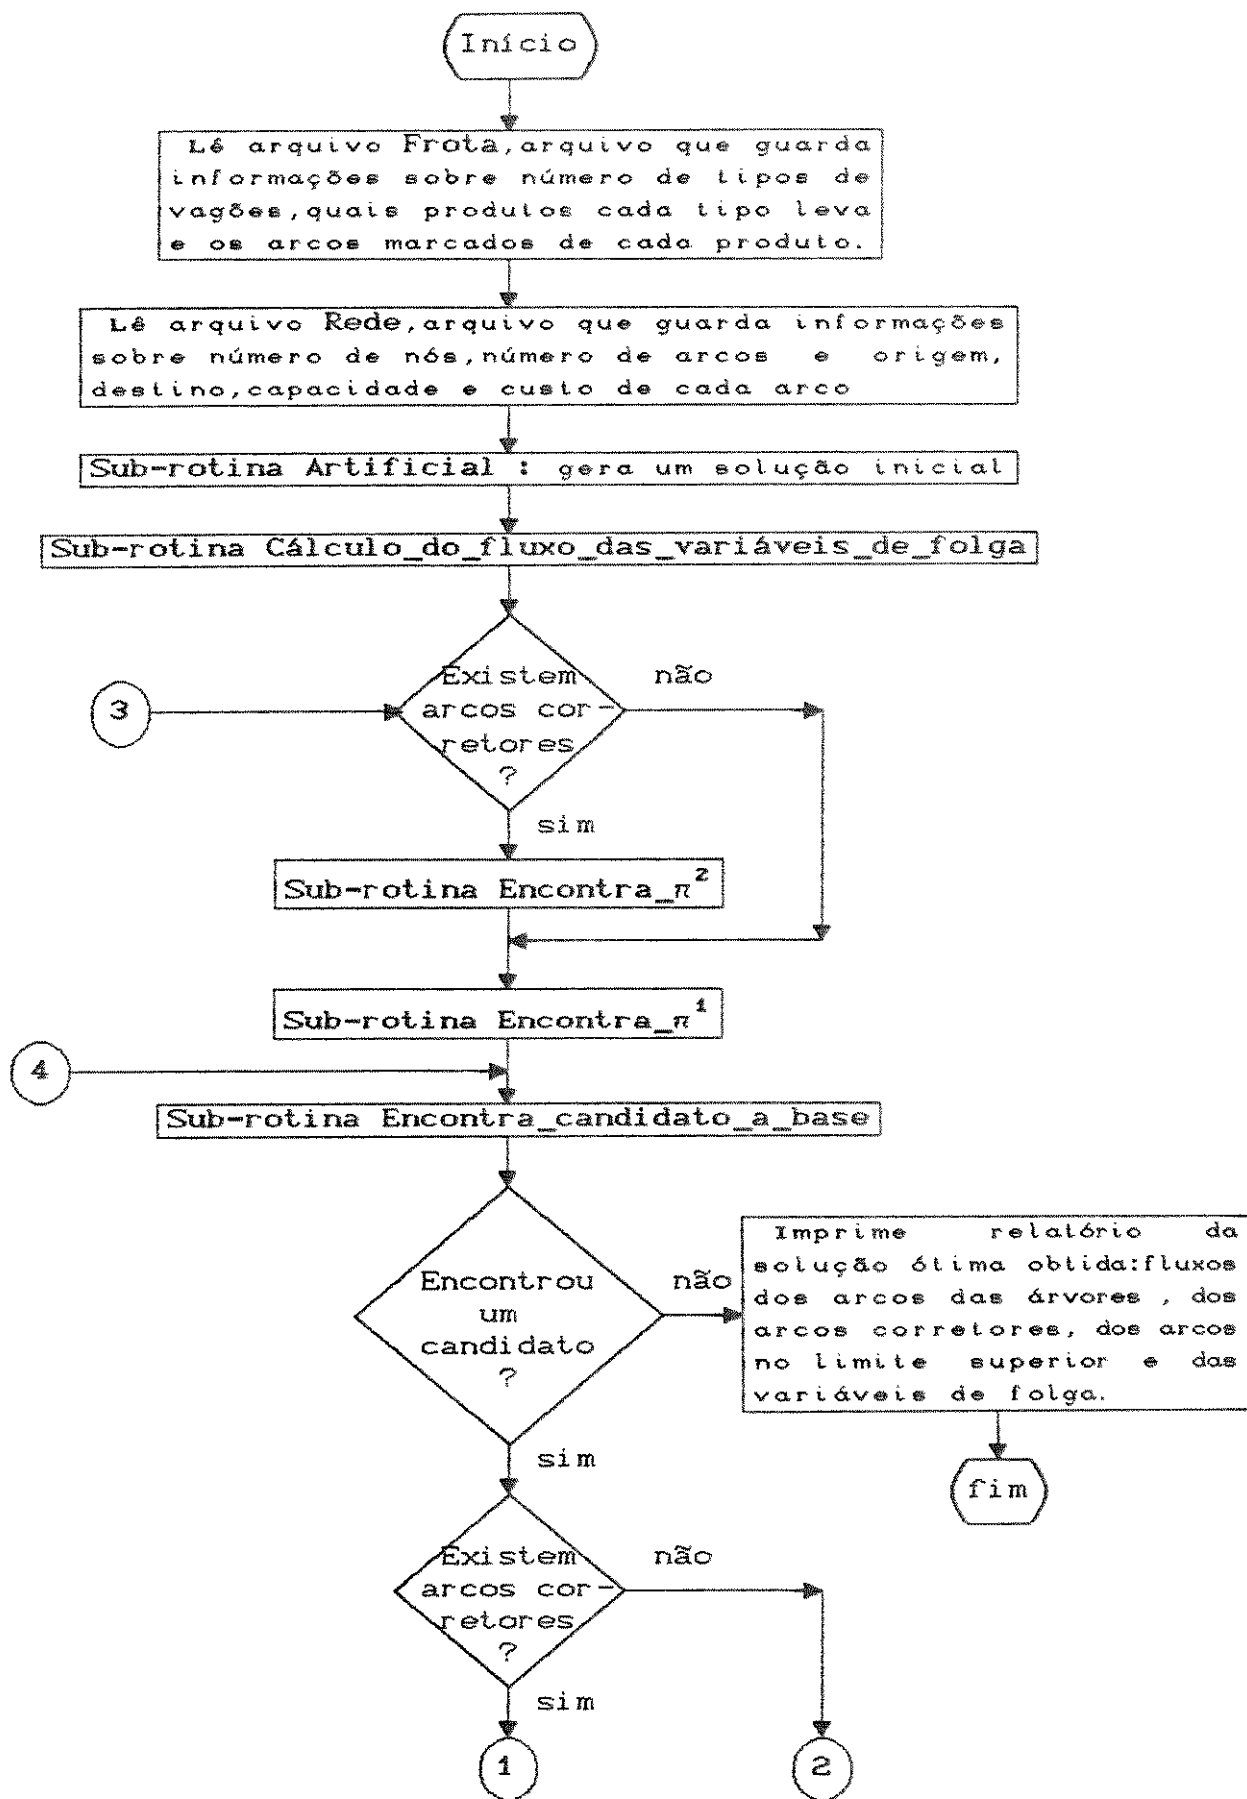 Início
Lê arquivo Frota,arquivo que guarda
informações sobre número de tipos de
vagões,quais produtos cada tipo leva
e os arcos marcados de cada produto.
Lê arquivo Rede,arquivo que guarda informações
sobre número de nós,número de arcos e origem,
destino,capacidade e custo de cada arco
Sub-rotina Artificial : gera um solução inicial
Sub-rotina Cálculo_do_fluxo_das_variáveis_de_folga
Existem
arcos cor-
retores
?
não
3
sim
Sub-rotina Encontra_π²
Sub-rotina Encontra_π¹
4
Sub-rotina Encontra_candidato_a_base
Encontrou
um
candidato
?
não
Imprime relatório da
solução ótima obtida:fluxos
dos arcos das árvores , dos
arcos corretores, dos arcos
no limite superior e das
variáveis de folga.
fim
sim
Existem
arcos cor-
retores
?
não
sim
1
2